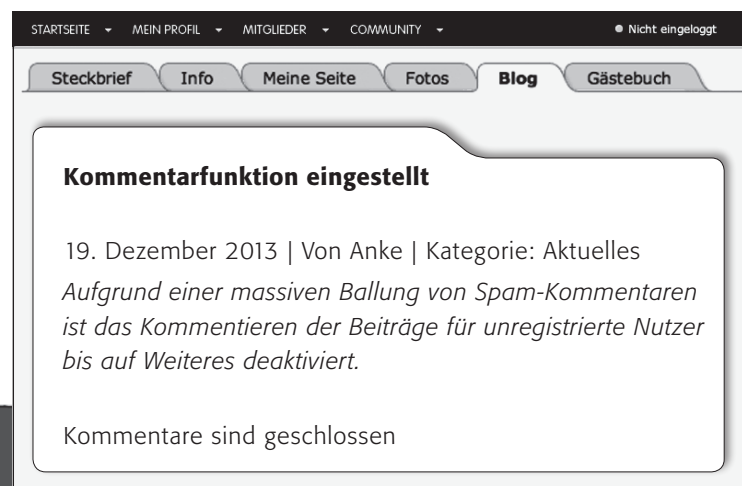 STARTSEITE MEIN PROFIL MITGLIEDER COMMUNITY Nicht eingeloggt
Steckbrief Info Meine Seite Fotos Blog Gästebuch
Kommentarfunktion eingestellt
19. Dezember 2013 | Von Anke | Kategorie: Aktuelles
Aufgrund einer massiven Ballung von Spam-Kommentaren
ist das Kommentieren der Beiträge für unregistrierte Nutzer
bis auf Weiteres deaktiviert.
Kommentare sind geschlossen